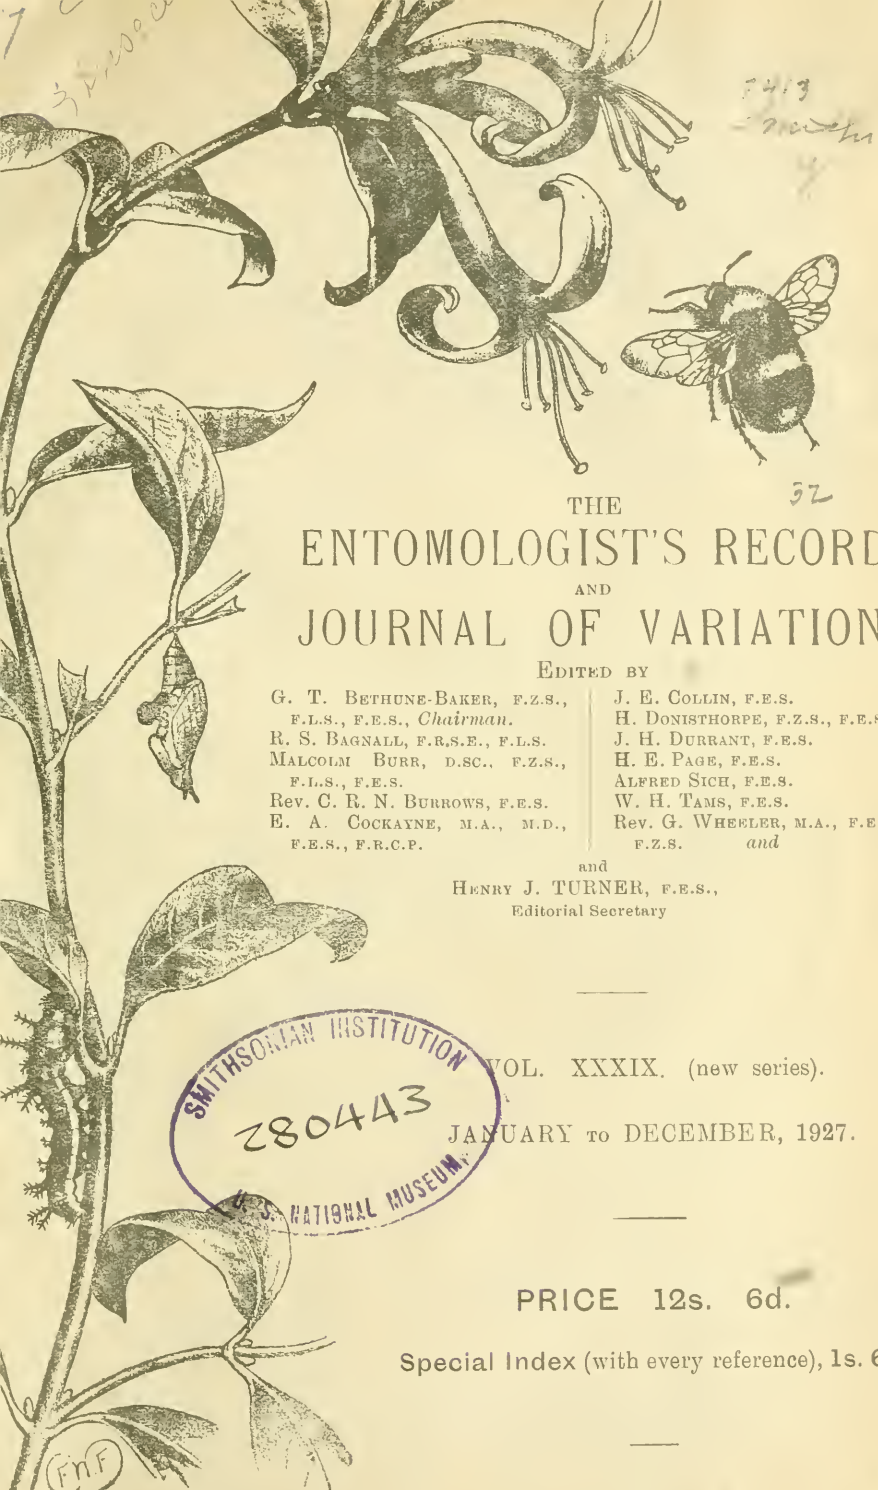 THE
ENTOMOLOGIST'S RECORD
AND
JOURNAL OF VARIATION
EDITED BY
G. T. BETHUNE-BAKER, F.Z.S.,
F.L.S., F.E.S., Chairman.
R. S. BAGNALL, F.R.S.E., F.L.S.
MALCOLM BURR, D.SC., F.Z.S.,
F.L.S., F.E.S.
Rev. C. R. N. BURROWS, F.E.S.
E. A. COCKAYNE, M.A., M.D.,
F.E.S., F.R.C.P.
J. E. COLLIN, F.E.S.
H. DONISTHORPE, F.Z.S., F.E.S
J. H. DURRANT, F.E.S.
H. E. PAGE, F.E.S.
ALFRED SICH, F.E.S.
W. H. TAMS, F.E.S.
Rev. G. WHEELER, M.A., F.E
F.Z.S. and
and
HENRY J. TURNER, F.E.S.,
Editorial Secretary
32
SMITHSONIAN INSTITUTION
280443
U. S. NATIONAL MUSEUM
VOL. XXXIX. (new series).
JANUARY TO DECEMBER, 1927.
PRICE 12s. 6d.
Special Index (with every reference), 1s. 6